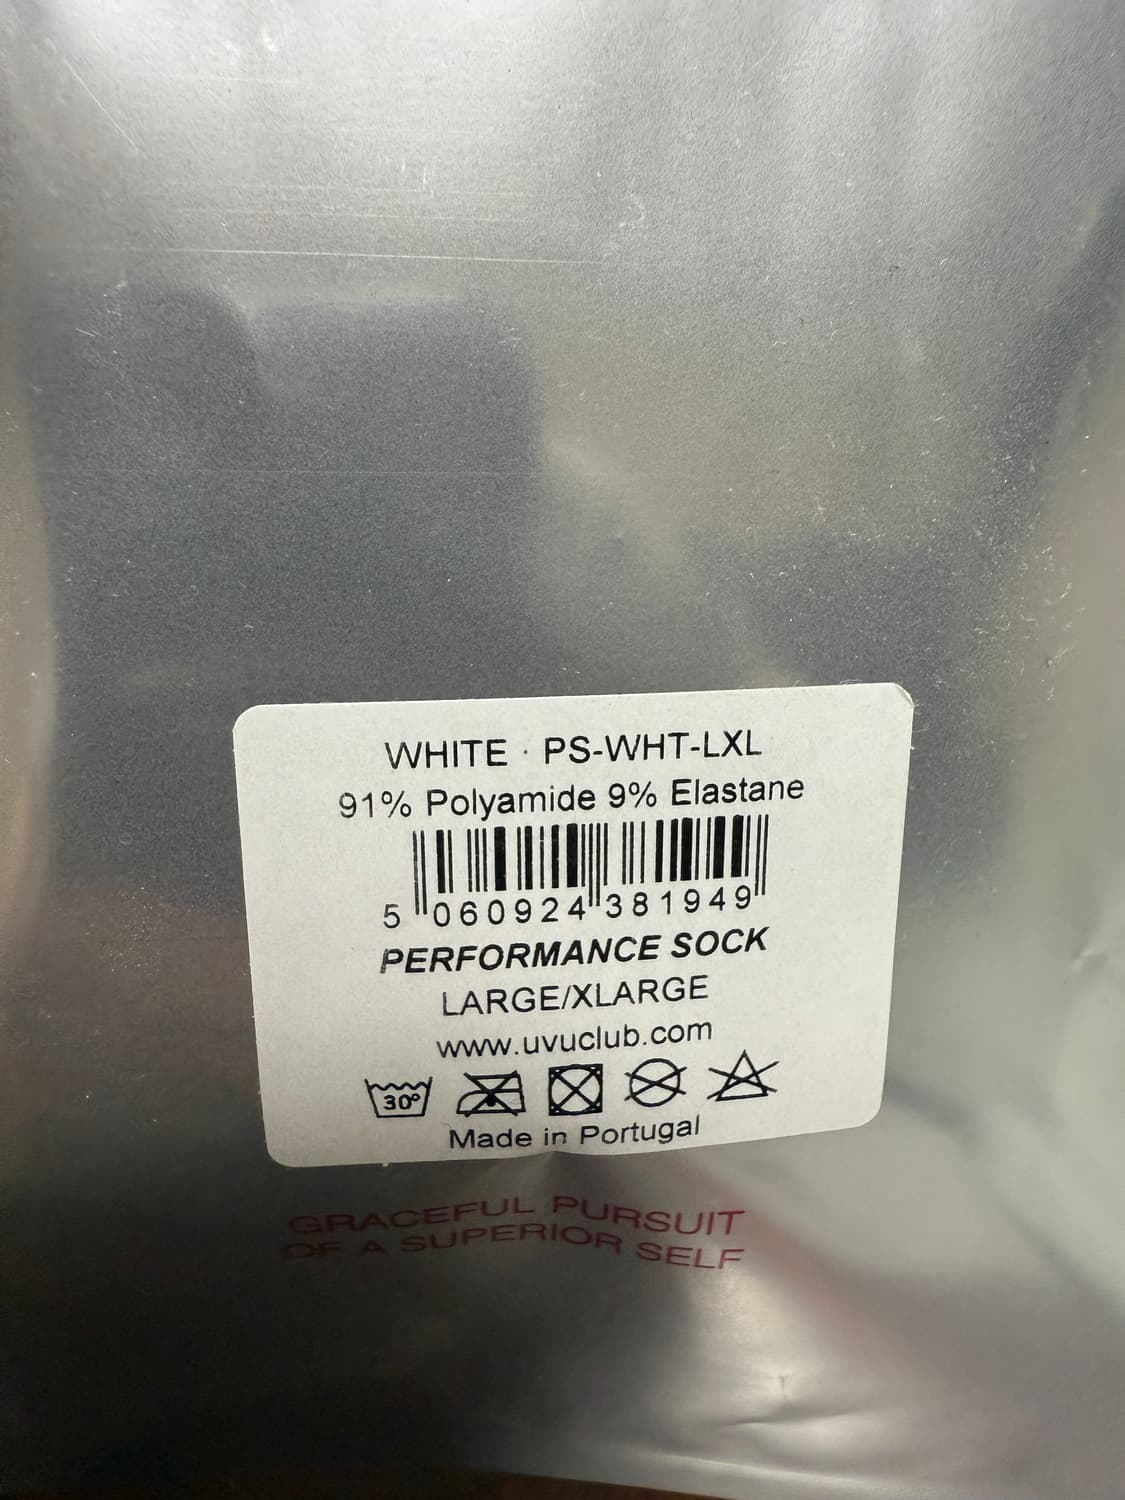 WHITE · PS-WHT-LXL
91% Polyamide 9% Elastane
5 060924 381949
PERFORMANCE SOCK
LARGE/XLARGE
www.uvuclub.com
30°
Made in Portugal
GRACEFUL PURSUIT
OF A SUPERIOR SELF